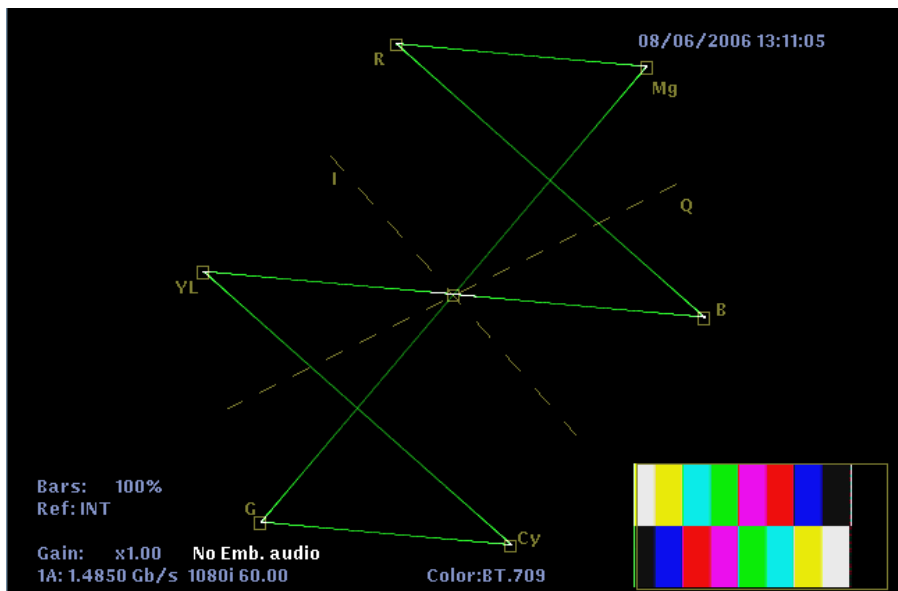 08/06/2006 13:11:05
R
Mg
I
Q
YL
B
Bars: 100%
Ref: INT
G
Cy
Gain: x1.00 No Emb. audio
1A: 1.4850 Gb/s 1080i 60.00 Color:BT.709